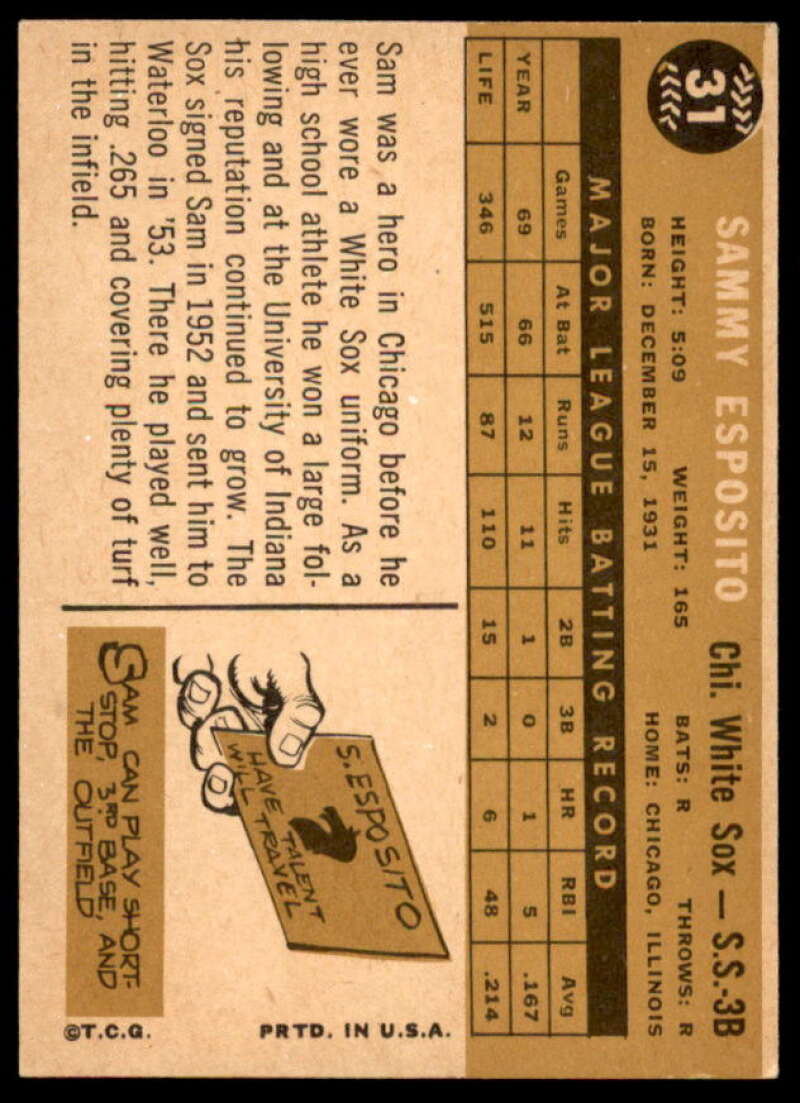 31
SAMMY ESPOSITO Chi. White Sox — S.S.-3B
HEIGHT: 5:09 WEIGHT: 165 BATS: R THROWS: R
BORN: DECEMBER 15, 1931 HOME: CHICAGO, ILLINOIS
MAJOR LEAGUE BATTING RECORD
Games At Bat Runs Hits 2B 3B HR RBI Avg
YEAR 69 66 12 11 1 0 1 5 .167
LIFE 346 515 87 110 15 2 6 48 .214
Sam was a hero in Chicago before he
ever wore a White Sox uniform. As a
high school athlete he won a large fol-
lowing and at the University of Indiana
his reputation continued to grow. The
Sox signed Sam in 1952 and sent him to
Waterloo in '53. There he played well,
hitting .265 and covering plenty of turf
in the infield.
S. ESPOSITO
HAVE TALENT
WILL TRAVEL
SAM CAN PLAY SHORT-
STOP, 3RD BASE, AND
THE OUTFIELD
©T.C.G. PRTD. IN U.S.A.